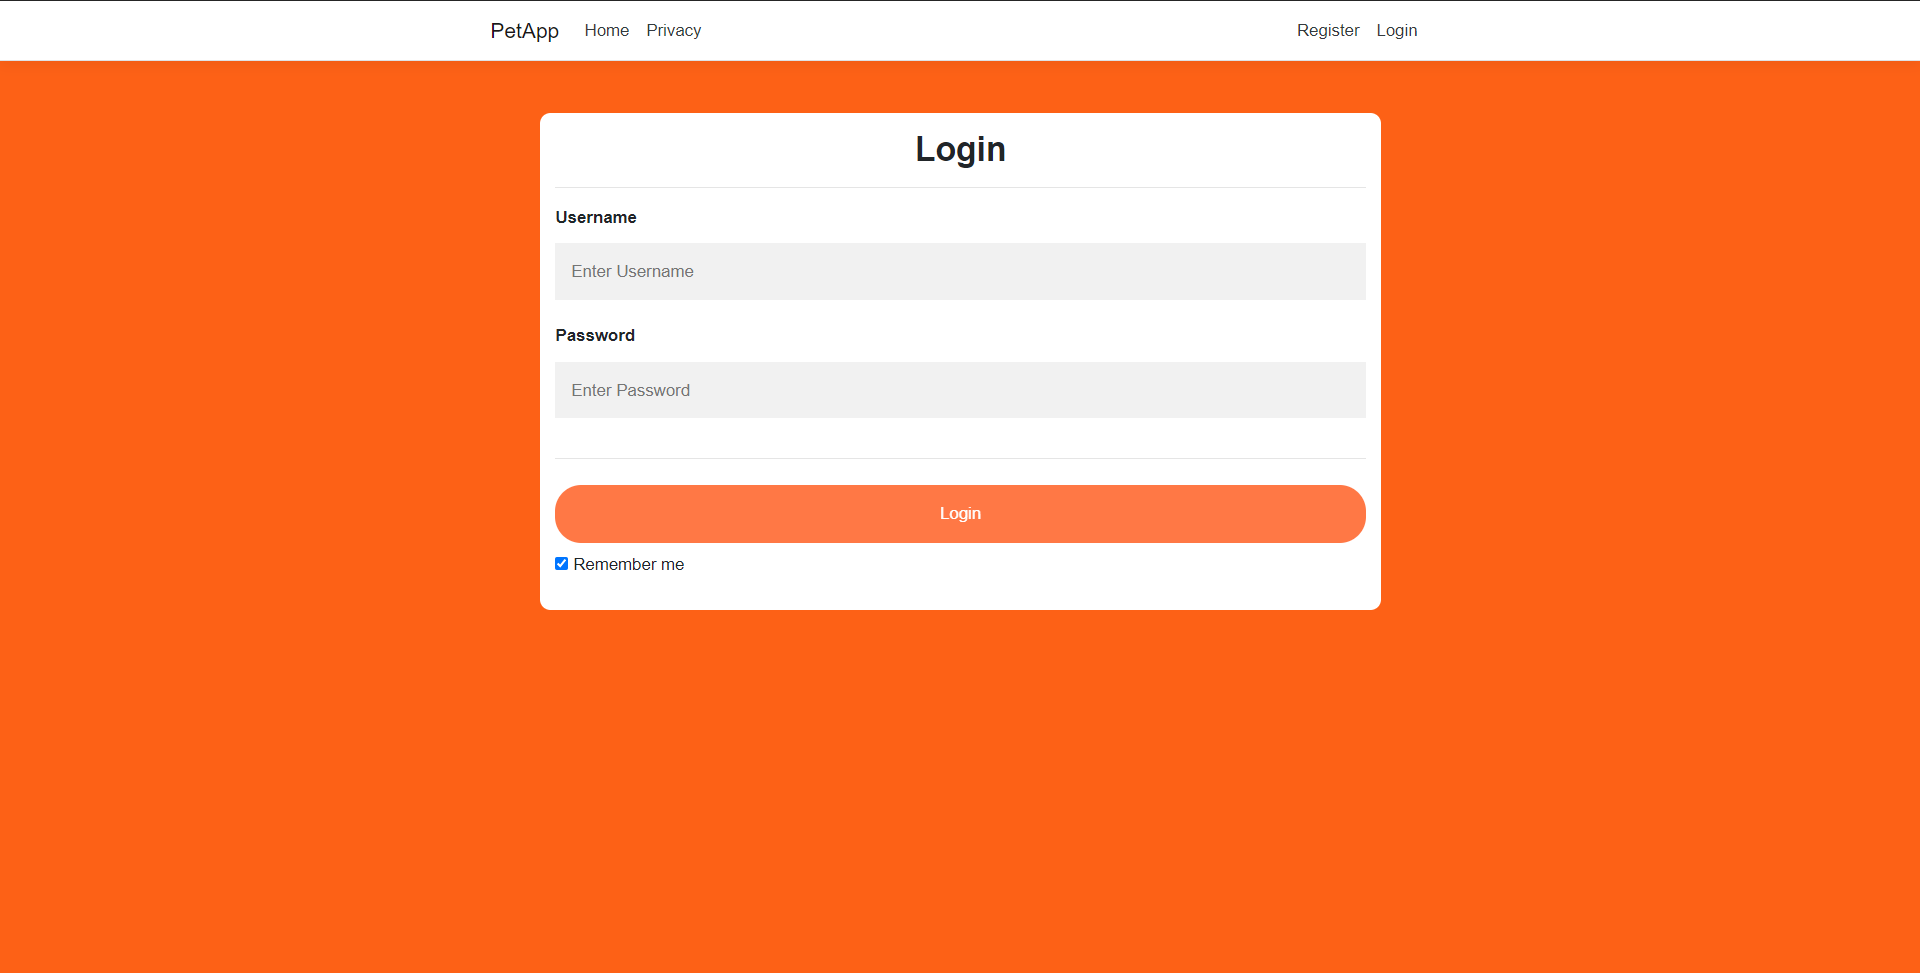 PetApp Home Privacy Register Login
Login
Username
Enter Username
Password
Enter Password
Login
Remember me